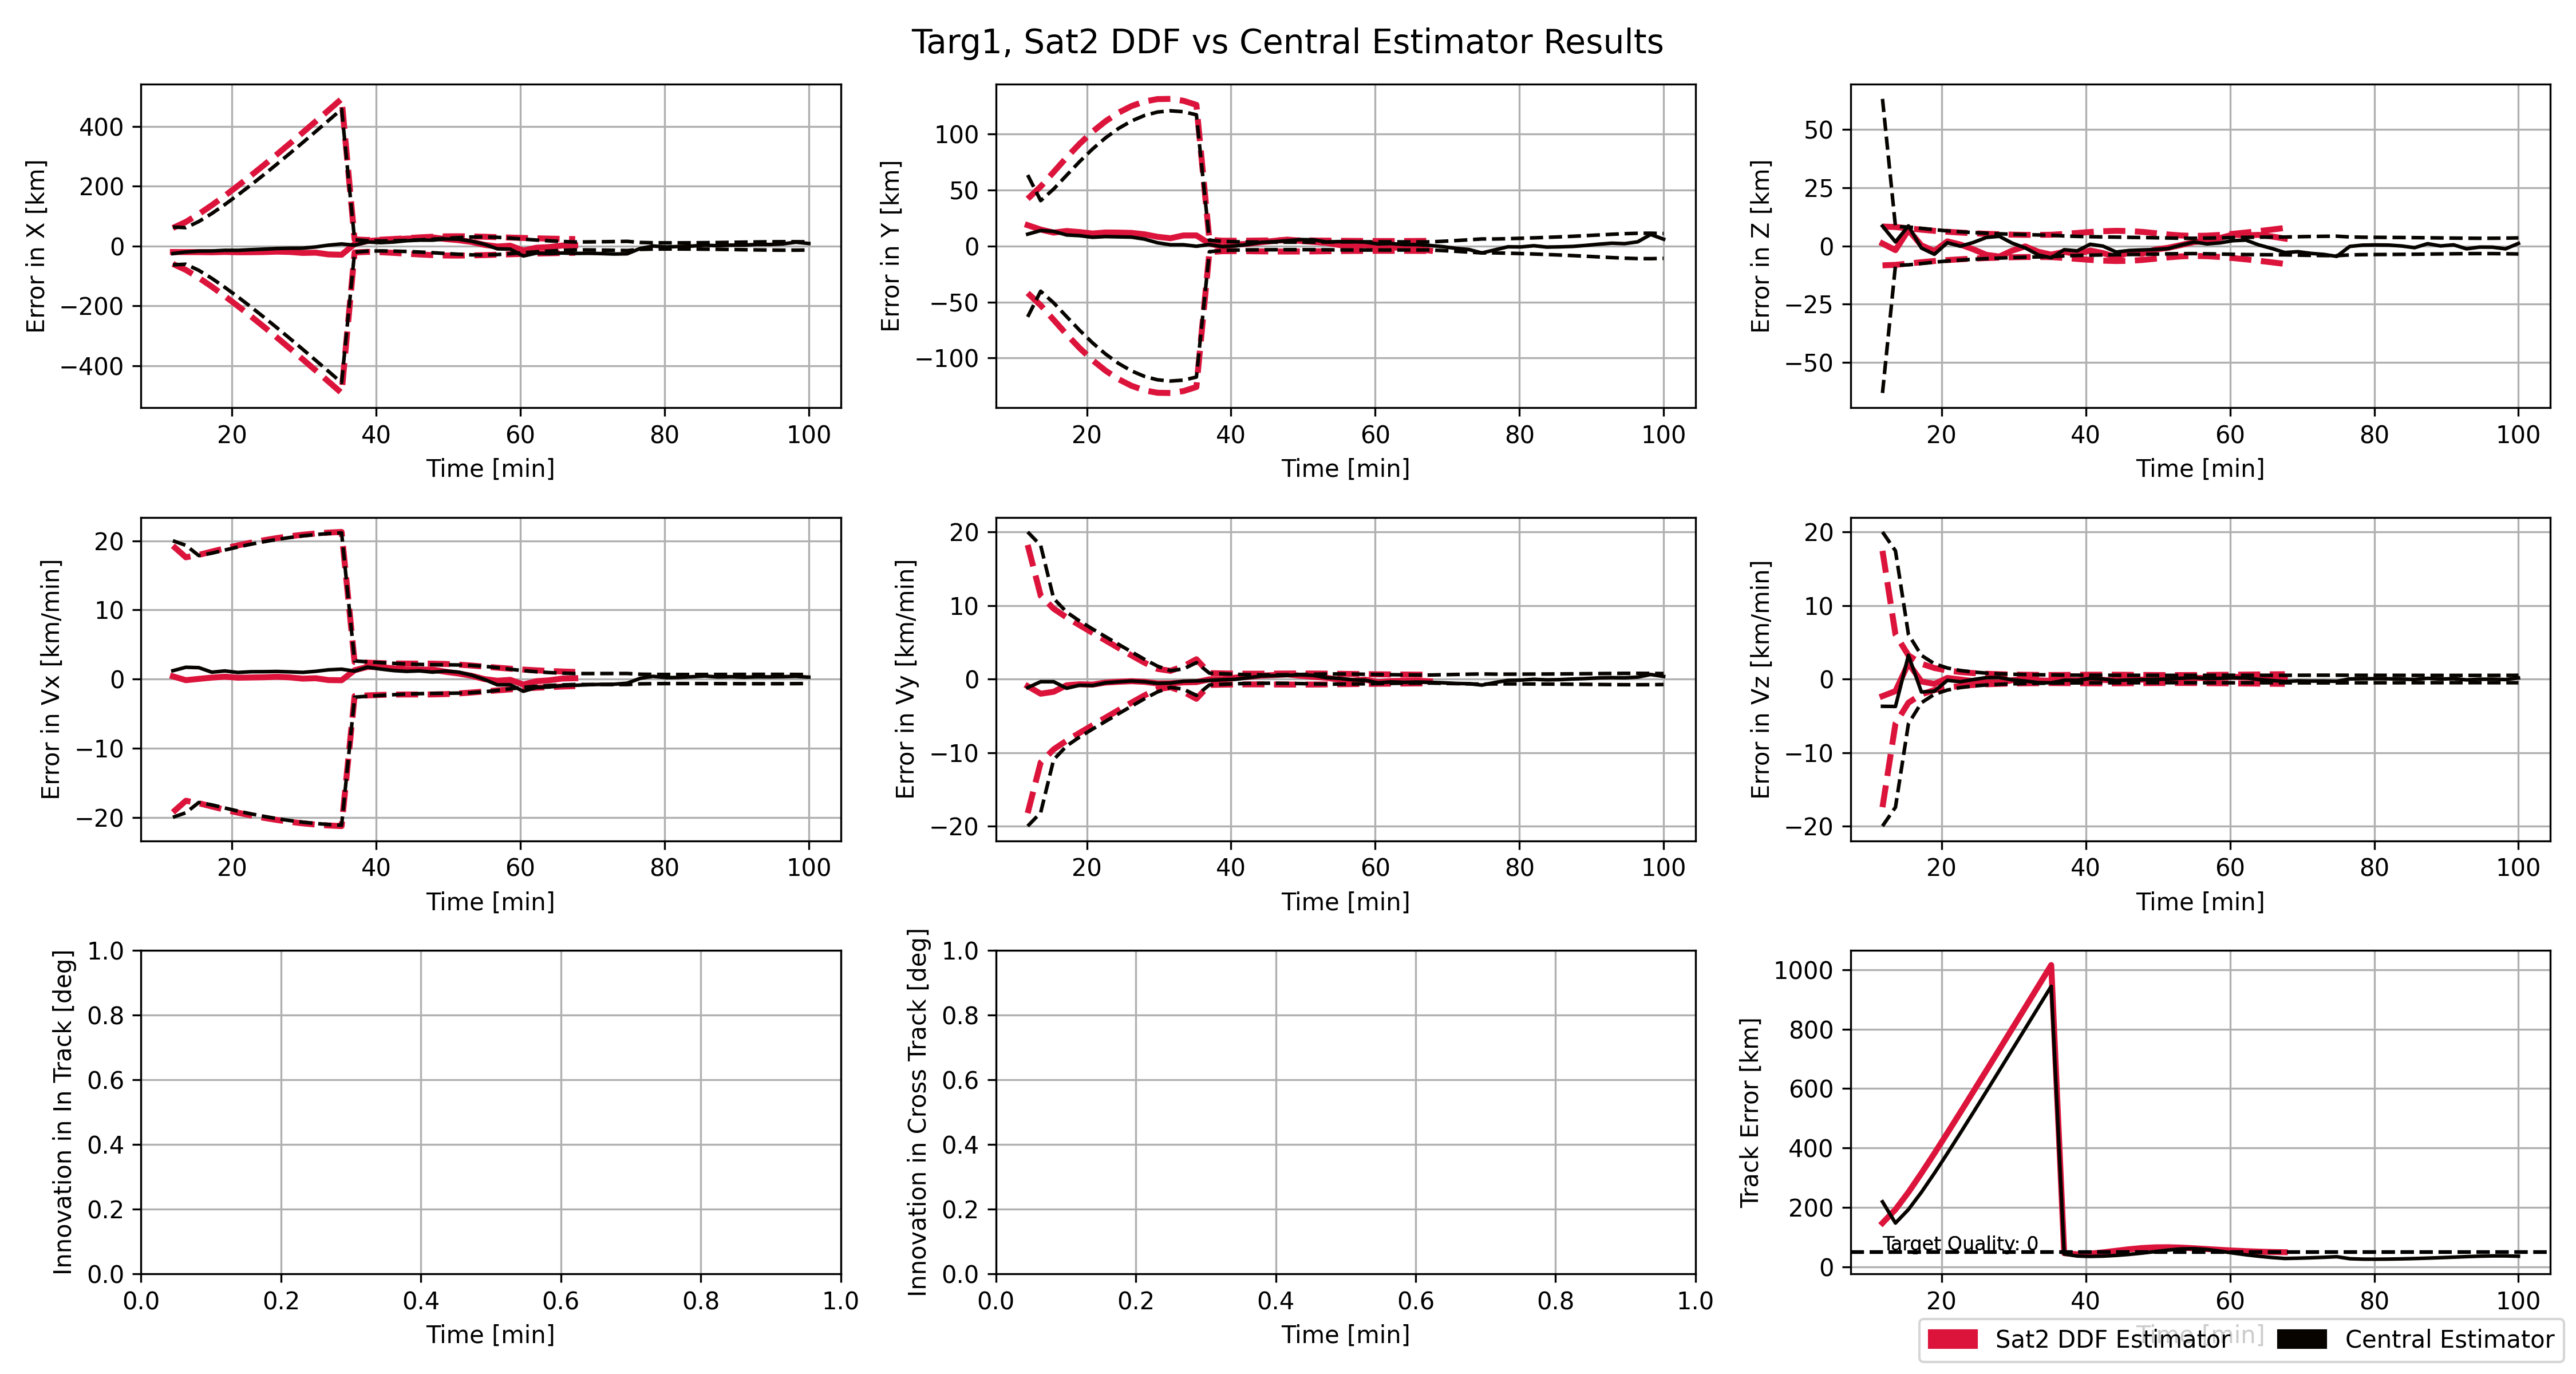 Targ1, Sat2 DDF vs Central Estimator Results
Error in X [km]
400
200
0
−200
−400
20 40 60 80 100
Time [min]
Error in Y [km]
100
50
0
−50
−100
20 40 60 80 100
Time [min]
Error in Z [km]
50
25
0
−25
−50
20 40 60 80 100
Time [min]
Error in Vx [km/min]
20
10
0
−10
−20
20 40 60 80 100
Time [min]
Error in Vy [km/min]
20
10
0
−10
−20
20 40 60 80 100
Time [min]
Error in Vz [km/min]
20
10
0
−10
−20
20 40 60 80 100
Time [min]
Innovation in In Track [deg]
1.0
0.8
0.6
0.4
0.2
0.0
0.0 0.2 0.4 0.6 0.8 1.0
Time [min]
Innovation in Cross Track [deg]
1.0
0.8
0.6
0.4
0.2
0.0
0.0 0.2 0.4 0.6 0.8 1.0
Time [min]
Track Error [km]
1000
800
600
400
200
0
Target Quality: 0
20 40 60 80 100
Time [min]
Sat2 DDF Estimator
Central Estimator